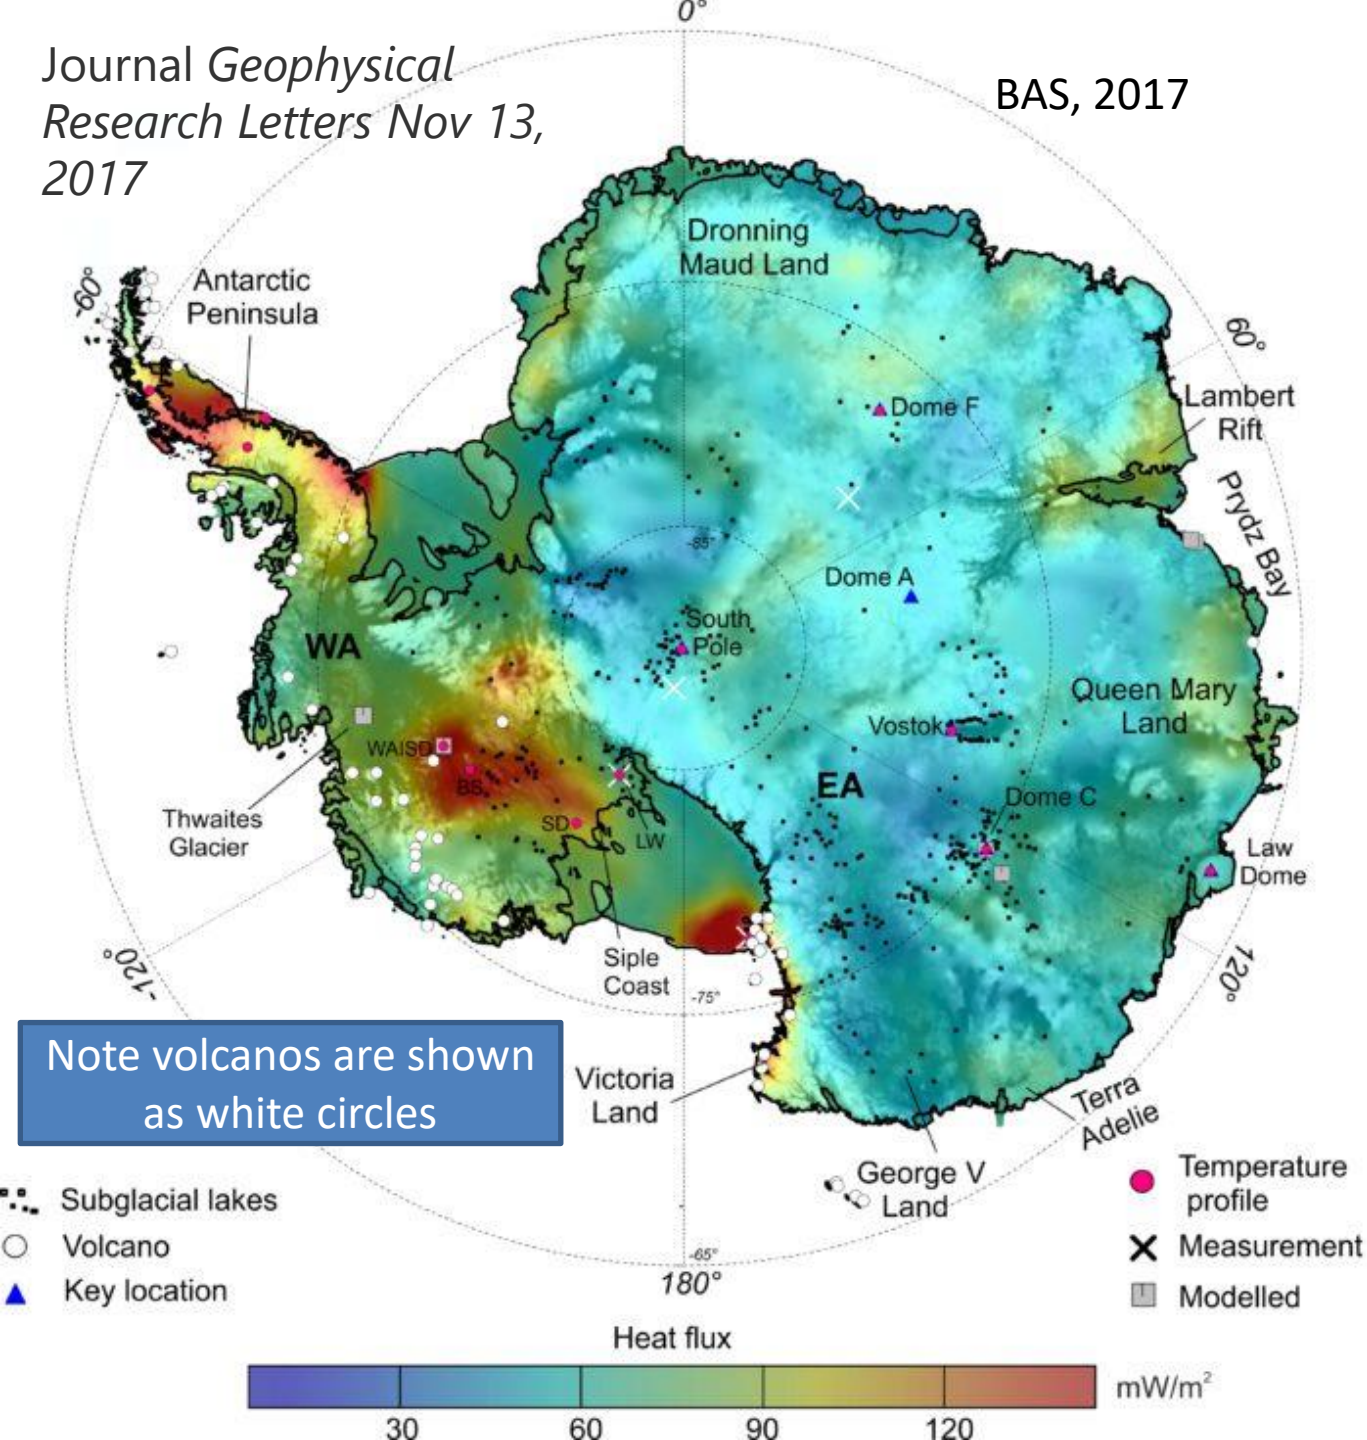 0°
Journal Geophysical
Research Letters Nov 13,
2017
BAS, 2017
Dronning
Maud Land
-60°
Antarctic
Peninsula
60°
Lambert
Rift
Dome F
Prydz Bay
-85°
Dome A
South
Pole
WA
Queen Mary
Land
Vostok
WAISD
BS
EA
Dome C
Thwaites
Glacier
SD
LW
Law
Dome
-120°
Siple
Coast
120°
-75°
Note volcanos are shown
as white circles
Victoria
Land
Terra
Adelie
George V
Land
Subglacial lakes
Volcano
Key location
Temperature
profile
Measurement
Modelled
-65°
180°
Heat flux
mW/m²
30 60 90 120